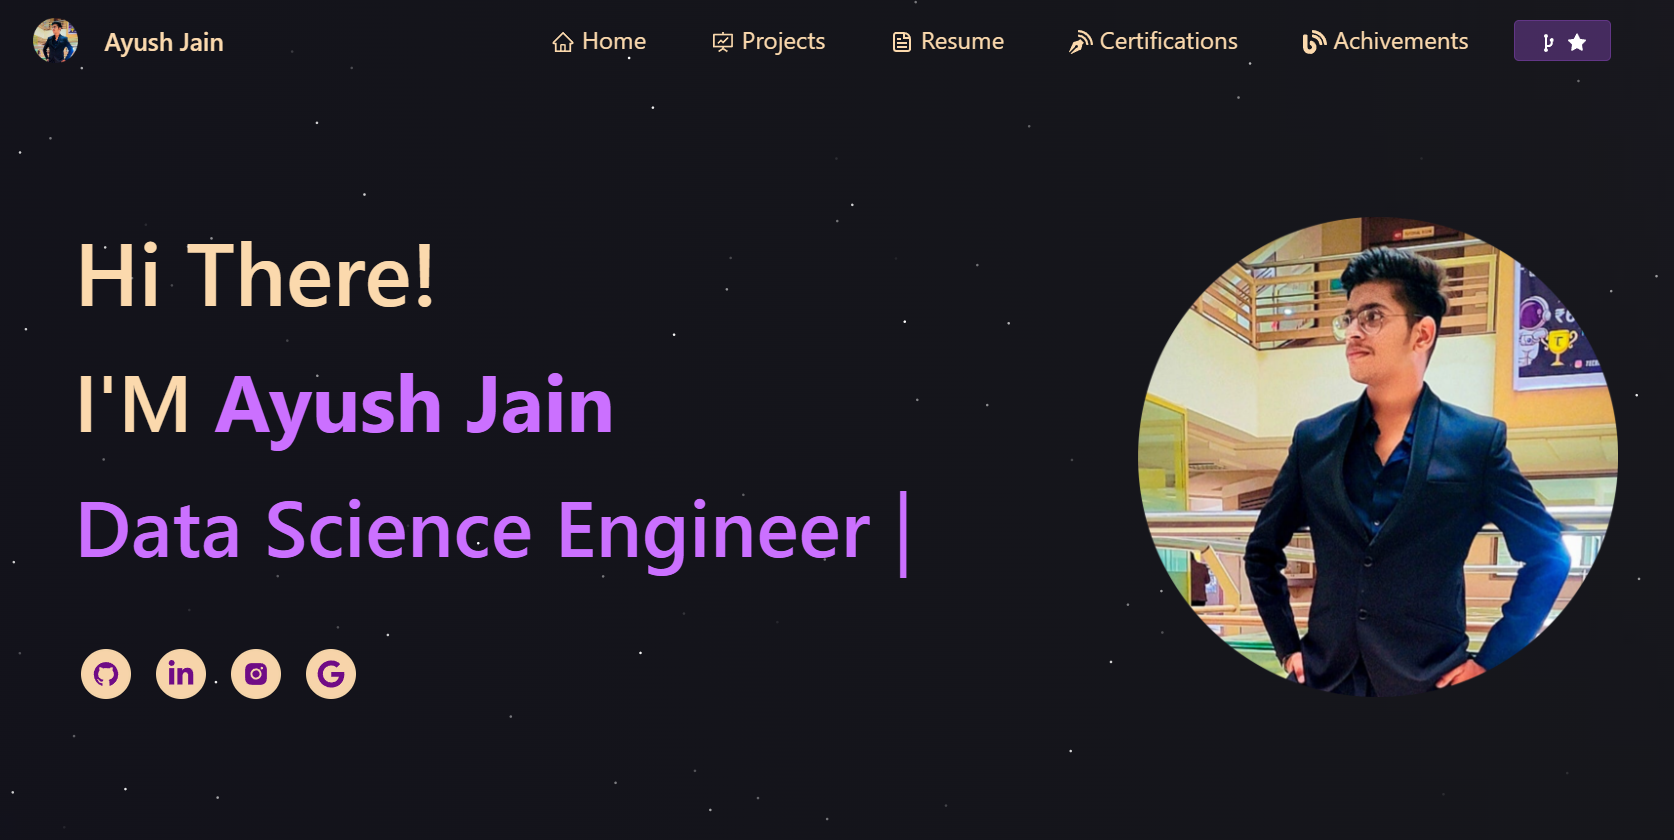 Ayush Jain
Home
Projects
Resume
Certifications
Achivements
Hi There!
I'M Ayush Jain
Data Science Engineer